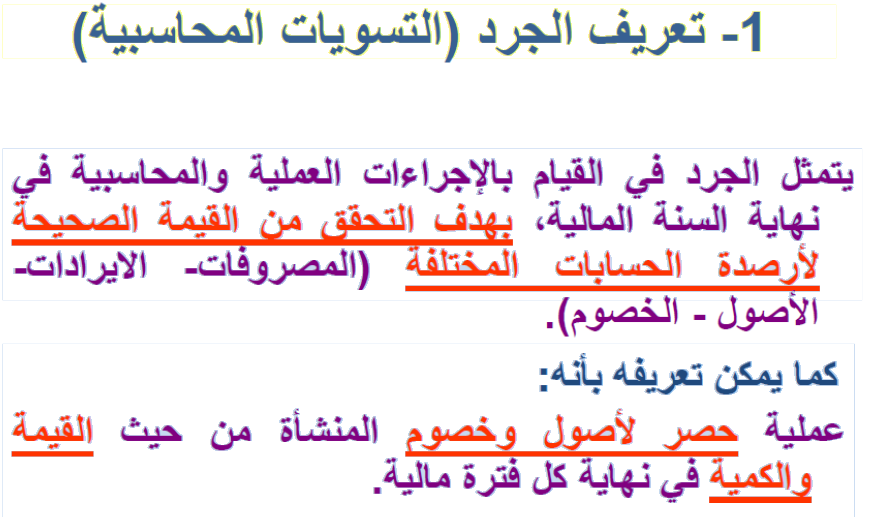 1- تعريف الجرد (التسويات المحاسبية)
يتمثل الجرد في القيام بالإجراءات العملية والمحاسبية في
نهاية السنة المالية، بهدف التحقق من القيمة الصحيحة
لأرصدة الحسابات المختلفة (المصروفات- الايرادات-
الأصول - الخصوم).
كما يمكن تعريفه بأنه:
عملية حصر لأصول وخصوم المنشأة من حيث القيمة
والكمية في نهاية كل فترة مالية.